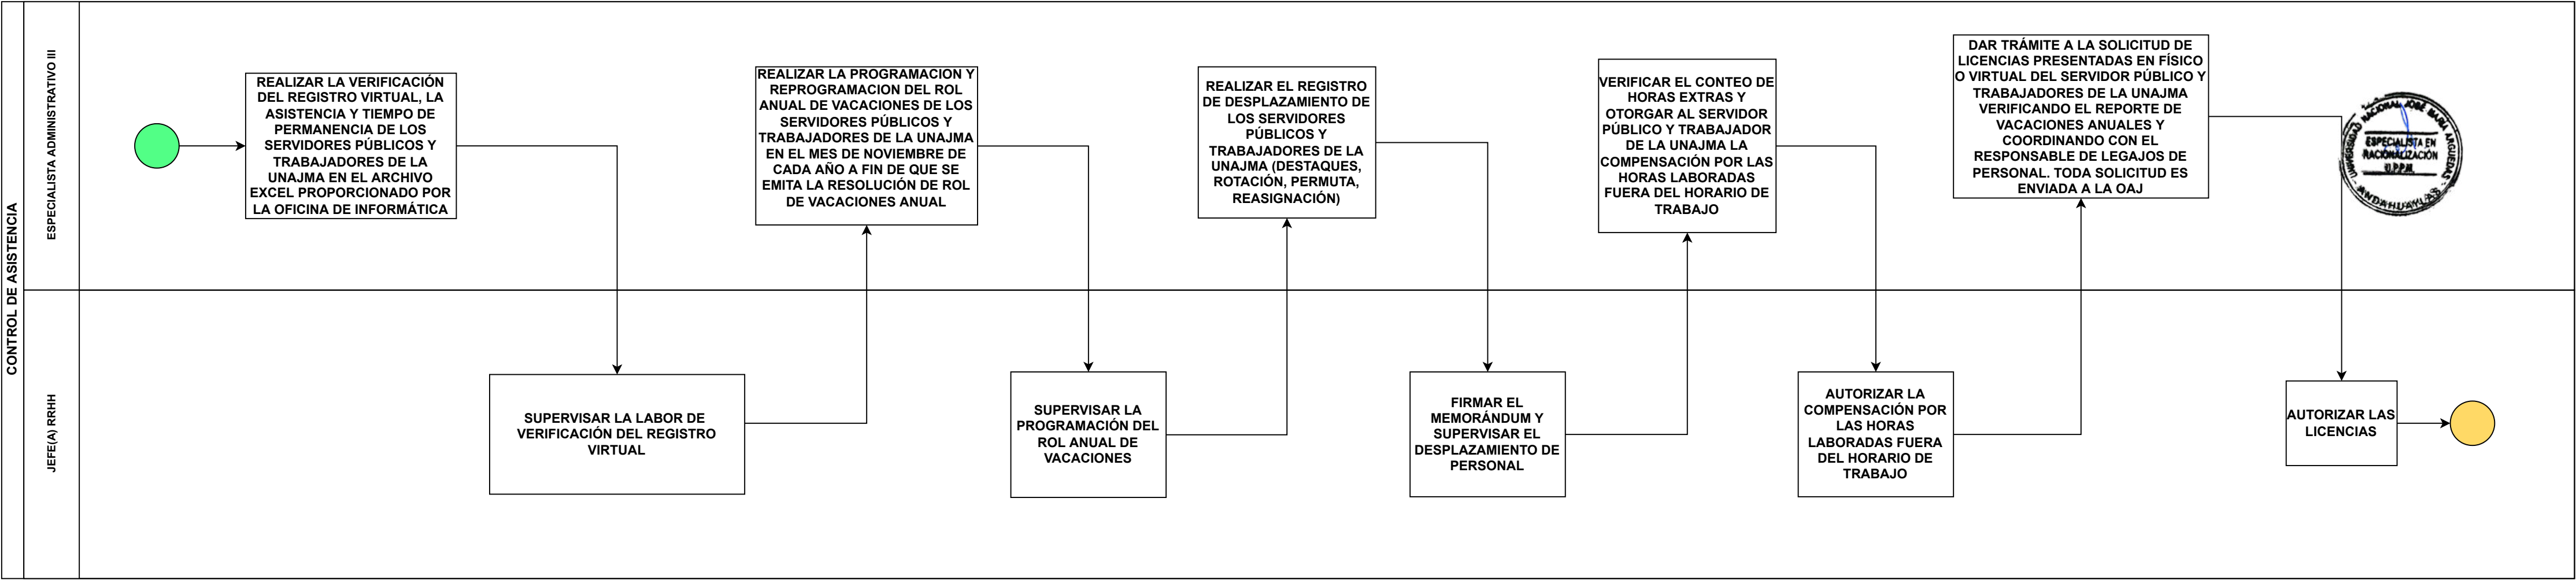 CONTROL DE ASISTENCIA
ESPECIALISTA ADMINISTRATIVO III
REALIZAR LA VERIFICACIÓN
DEL REGISTRO VIRTUAL, LA
ASISTENCIA Y TIEMPO DE
PERMANENCIA DE LOS
SERVIDORES PÚBLICOS Y
TRABAJADORES DE LA
UNAJMA EN EL ARCHIVO
EXCEL PROPORCIONADO POR
LA OFICINA DE INFORMÁTICA
REALIZAR LA PROGRAMACION Y
REPROGRAMACION DEL ROL
ANUAL DE VACACIONES DE LOS
SERVIDORES PÚBLICOS Y
TRABAJADORES DE LA UNAJMA
EN EL MES DE NOVIEMBRE DE
CADA AÑO A FIN DE QUE SE
EMITA LA RESOLUCIÓN DE ROL
DE VACACIONES ANUAL
REALIZAR EL REGISTRO
DE DESPLAZAMIENTO DE
LOS SERVIDORES
PÚBLICOS Y
TRABAJADORES DE LA
UNAJMA (DESTAQUES,
ROTACIÓN, PERMUTA,
REASIGNACIÓN)
VERIFICAR EL CONTEO DE
HORAS EXTRAS Y
OTORGAR AL SERVIDOR
PÚBLICO Y TRABAJADOR
DE LA UNAJMA LA
COMPENSACIÓN POR LAS
HORAS LABORADAS
FUERA DEL HORARIO DE
TRABAJO
DAR TRÁMITE A LA SOLICITUD DE
LICENCIAS PRESENTADAS EN FÍSICO
O VIRTUAL DEL SERVIDOR PÚBLICO Y
TRABAJADORES DE LA UNAJMA
VERIFICANDO EL REPORTE DE
VACACIONES ANUALES Y
COORDINANDO CON EL
RESPONSABLE DE LEGAJOS DE
PERSONAL. TODA SOLICITUD ES
ENVIADA A LA OAJ
UNIVERSIDAD NACIONAL JOSÉ MARÍA ARGUEDAS
ESPECIALISTA EN
RACIONALIZACIÓN
U.P.P.M.
- ANDAHUAYLAS -
JEFE(A) RRHH
SUPERVISAR LA LABOR DE
VERIFICACIÓN DEL REGISTRO
VIRTUAL
SUPERVISAR LA
PROGRAMACIÓN DEL
ROL ANUAL DE
VACACIONES
FIRMAR EL
MEMORÁNDUM Y
SUPERVISAR EL
DESPLAZAMIENTO DE
PERSONAL
AUTORIZAR LA
COMPENSACIÓN POR
LAS HORAS
LABORADAS FUERA
DEL HORARIO DE
TRABAJO
AUTORIZAR LAS
LICENCIAS